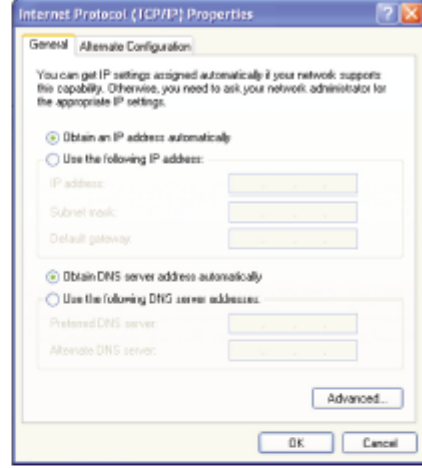 Internet Protocol (TCP/IP) Properties
General
Alternate Configuration
You can get IP settings assigned automatically if your network supports
this capability. Otherwise, you need to ask your network administrator for
the appropriate IP settings.
Obtain an IP address automatically
Use the following IP address:
IP address:
Subnet mask:
Default gateway:
Obtain DNS server address automatically
Use the following DNS server addresses:
Preferred DNS server:
Alternate DNS server:
Advanced...
OK
Cancel